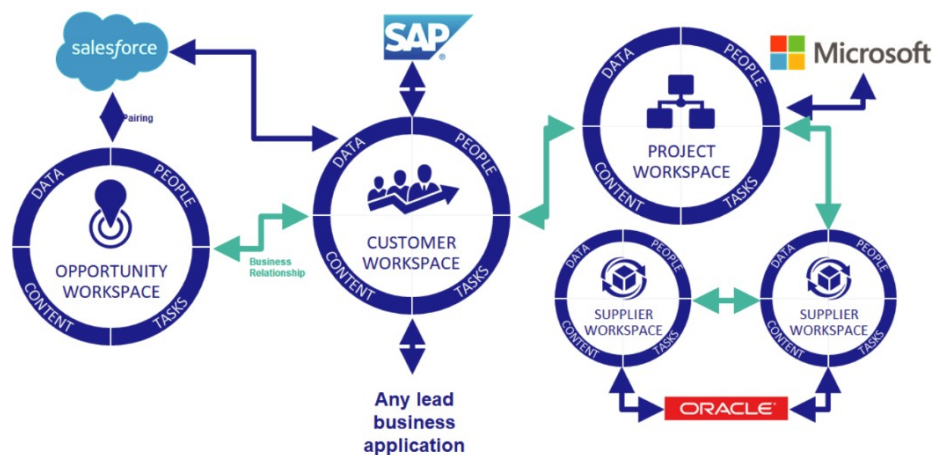 salesforce
SAP
®
Microsoft
Pairing
DATA
PEOPLE
CONTENT
TASKS
OPPORTUNITY
WORKSPACE
Business
Relationship
DATA
PEOPLE
CONTENT
TASKS
CUSTOMER
WORKSPACE
Any lead
business
application
DATA
PEOPLE
CONTENT
TASKS
PROJECT
WORKSPACE
DATA
PEOPLE
CONTENT
TASKS
SUPPLIER
WORKSPACE
DATA
PEOPLE
CONTENT
TASKS
SUPPLIER
WORKSPACE
ORACLE®